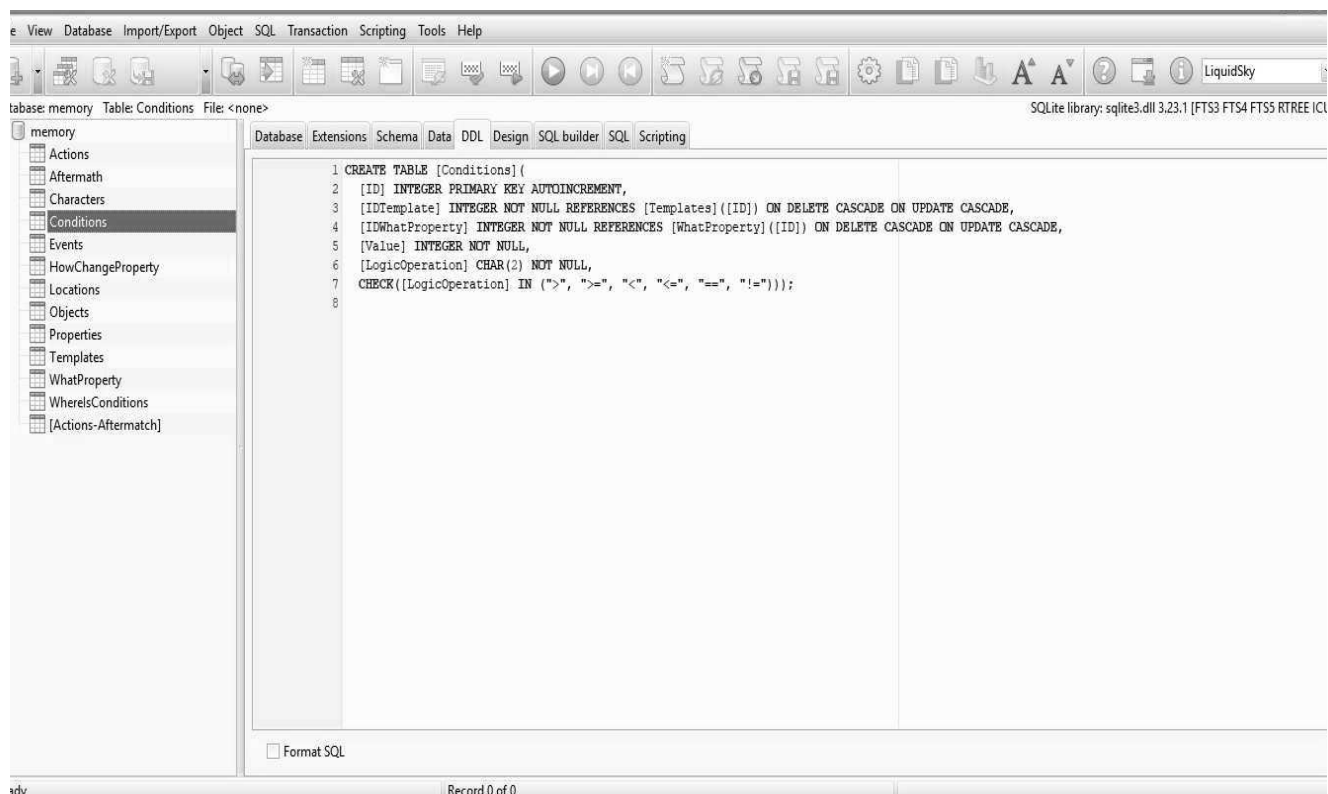 e View Database Import/Export Object SQL Transaction Scripting Tools Help
LiquidSky
tabase: memory Table: Conditions File: <none> SQLite library: sqlite3.dll 3.23.1 [FTS3 FTS4 FTS5 RTREE ICU
memory
Actions
Aftermath
Characters
Conditions
Events
HowChangeProperty
Locations
Objects
Properties
Templates
WhatProperty
WhereIsConditions
[Actions-Aftermatch]
Database Extensions Schema Data DDL Design SQL builder SQL Scripting
1 CREATE TABLE [Conditions](
2 [ID] INTEGER PRIMARY KEY AUTOINCREMENT,
3 [IDTemplate] INTEGER NOT NULL REFERENCES [Templates]([ID]) ON DELETE CASCADE ON UPDATE CASCADE,
4 [IDWhatProperty] INTEGER NOT NULL REFERENCES [WhatProperty]([ID]) ON DELETE CASCADE ON UPDATE CASCADE,
5 [Value] INTEGER NOT NULL,
6 [LogicOperation] CHAR(2) NOT NULL,
7 CHECK([LogicOperation] IN (">", ">=", "<", "<=", "==", "!=")));
8
Format SQL
ady Record 0 of 0